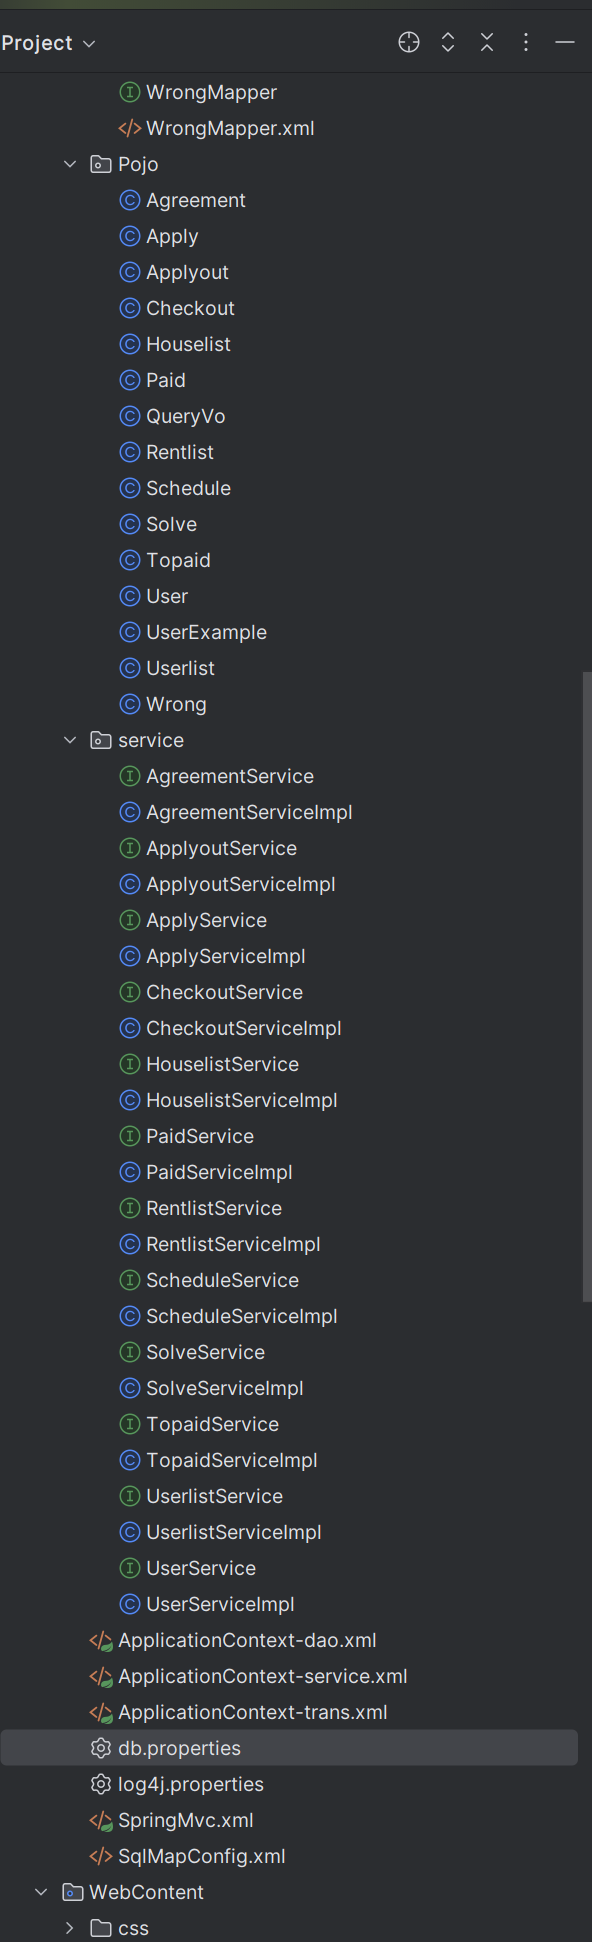 Project
WrongMapper
WrongMapper.xml
Pojo
Agreement
Apply
Applyout
Checkout
Houselist
Paid
QueryVo
Rentlist
Schedule
Solve
Topaid
User
UserExample
Userlist
Wrong
service
AgreementService
AgreementServiceImpl
ApplyoutService
ApplyoutServiceImpl
ApplyService
ApplyServiceImpl
CheckoutService
CheckoutServiceImpl
HouselistService
HouselistServiceImpl
PaidService
PaidServiceImpl
RentlistService
RentlistServiceImpl
ScheduleService
ScheduleServiceImpl
SolveService
SolveServiceImpl
TopaidService
TopaidServiceImpl
UserlistService
UserlistServiceImpl
UserService
UserServiceImpl
ApplicationContext-dao.xml
ApplicationContext-service.xml
ApplicationContext-trans.xml
db.properties
log4j.properties
SpringMvc.xml
SqlMapConfig.xml
WebContent
css